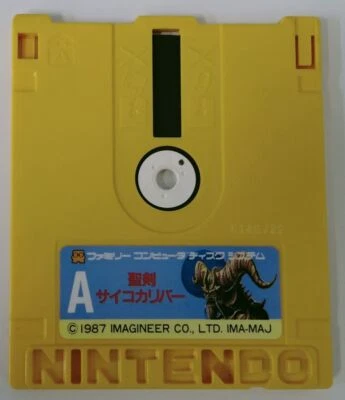 ファミリー コンピュータ ディスク システム
A
聖剣
サイコカリバー
© 1987 IMAGINEER CO., LTD. IMA-MAJ
NINTENDO